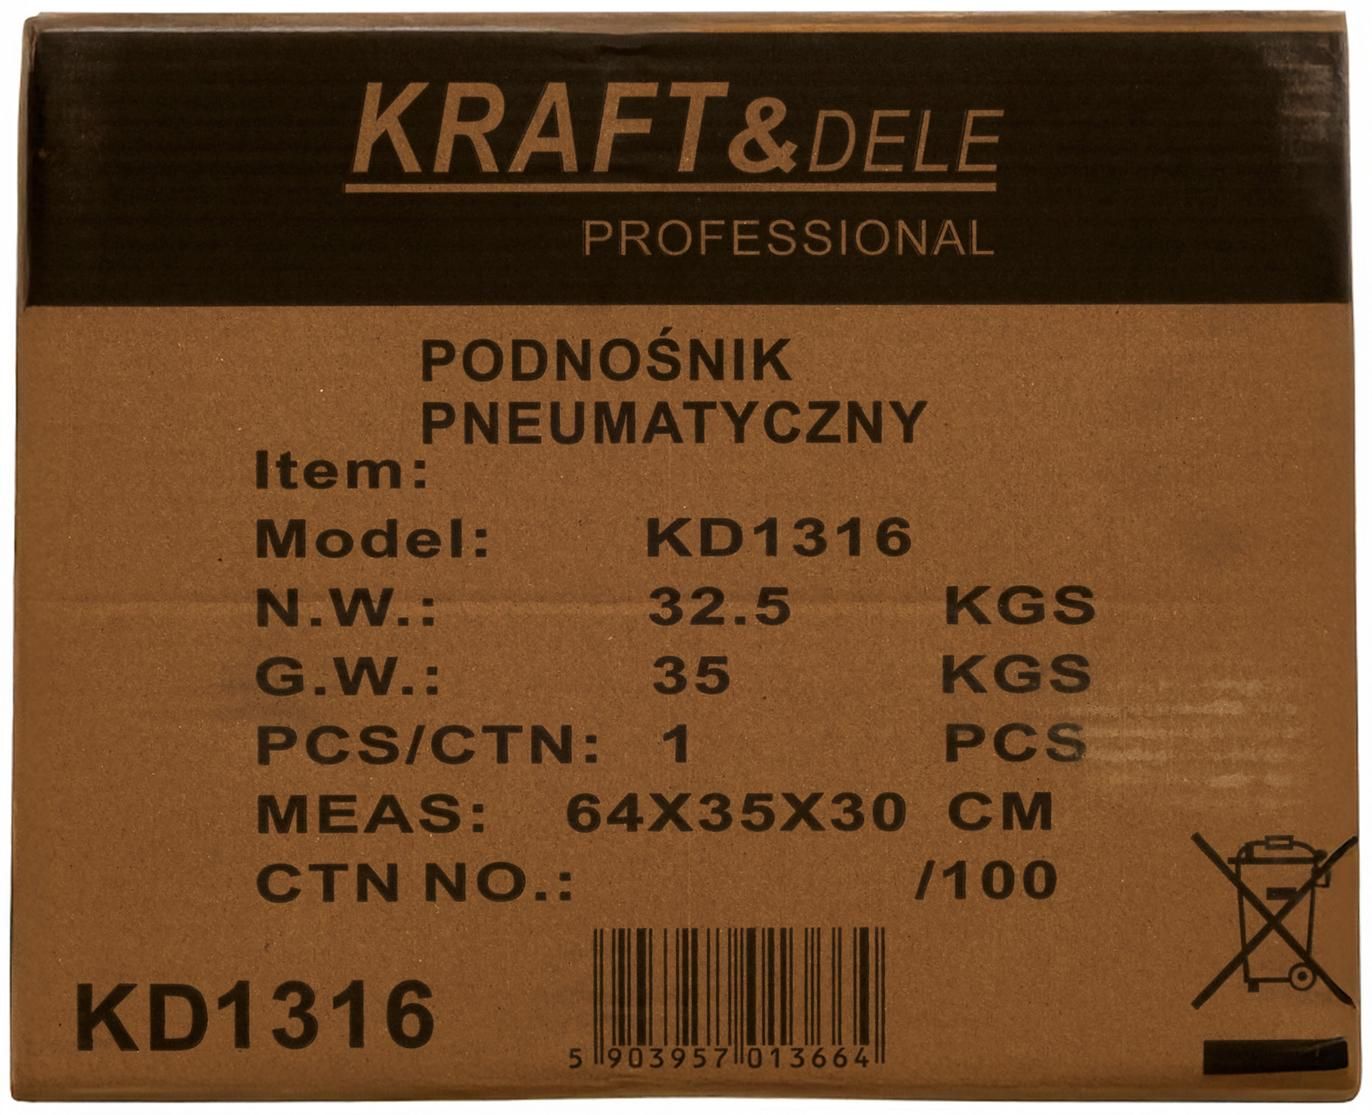 KRAFT&DELE
PROFESSIONAL
PODNOŚNIK
PNEUMATYCZNY
Item:
Model: KD1316
N.W.: 32.5 KGS
G.W.: 35 KGS
PCS/CTN: 1 PCS
MEAS: 64X35X30 CM
CTN NO.: /100
KD1316
5 903957 013664